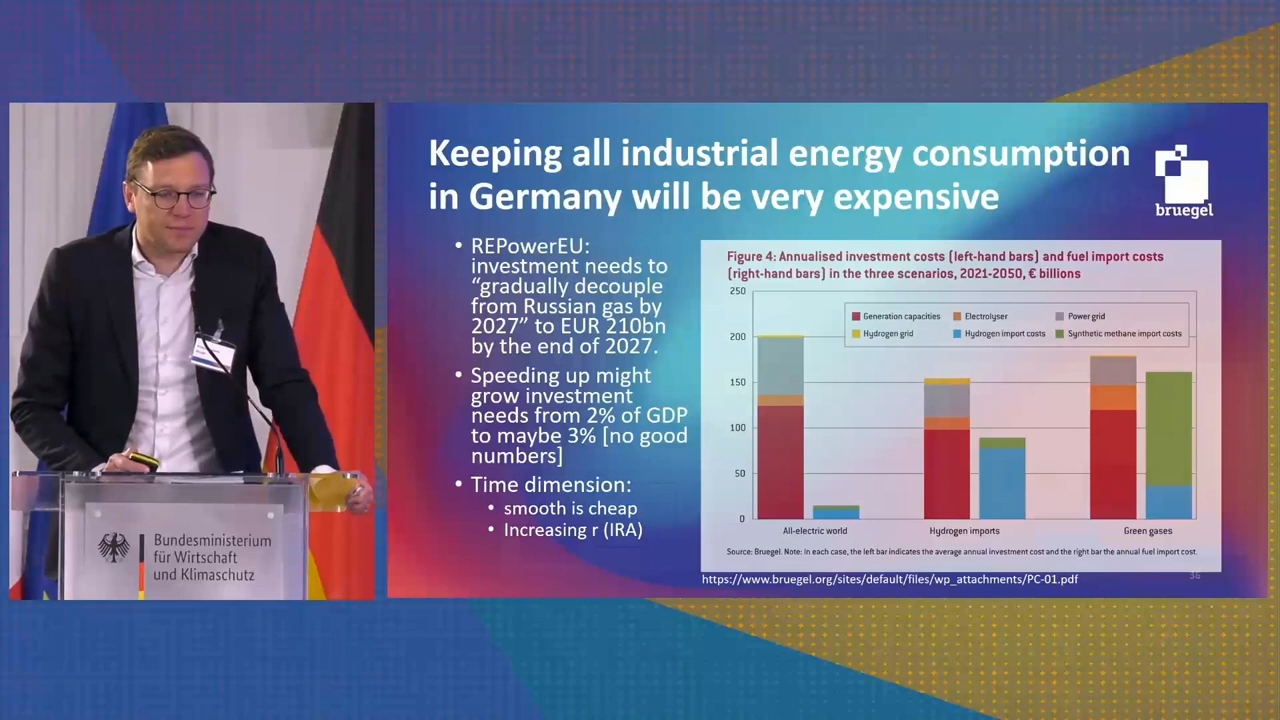 Keeping all industrial energy consumption
in Germany will be very expensive
bruegel
• REPowerEU:
investment needs to
“gradually decouple
from Russian gas by
2027” to EUR 210bn
by the end of 2027.
• Speeding up might
grow investment
needs from 2% of GDP
to maybe 3% [no good
numbers]
• Time dimension:
• smooth is cheap
• Increasing r (IRA)
Figure 4: Annualised investment costs (left-hand bars) and fuel import costs
(right-hand bars) in the three scenarios, 2021-2050, € billions
250
200
150
100
50
0
Generation capacities
Electrolyser
Power grid
Hydrogen grid
Hydrogen import costs
Synthetic methane import costs
All-electric world
Hydrogen imports
Green gases
Source: Bruegel. Note: In each case, the left bar indicates the average annual investment cost and the right bar the annual fuel import cost.
https://www.bruegel.org/sites/default/files/wp_attachments/PC-01.pdf
36
Bundesministerium
für Wirtschaft
und Klimaschutz